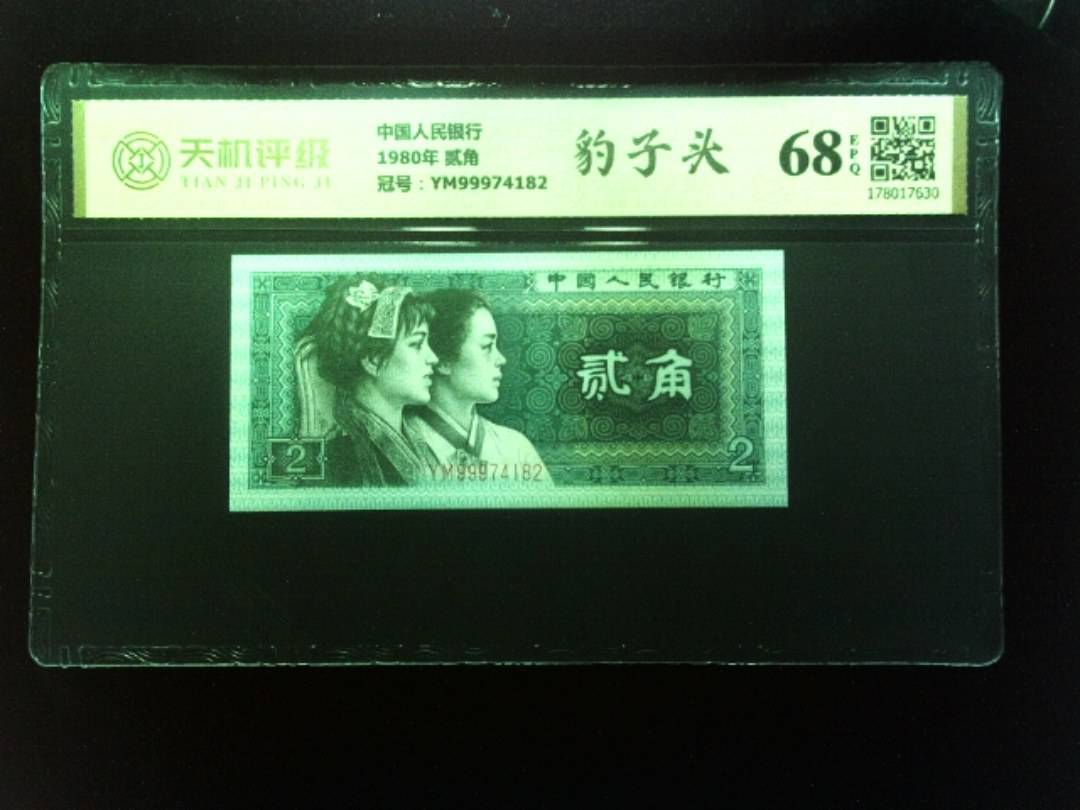 天机评级
TIAN JI PING JI
中国人民银行
1980年 贰角
冠号：YM99974182
豹子头
68
EPQ
178017630
中国人民银行
贰角
2
YM99974182
2